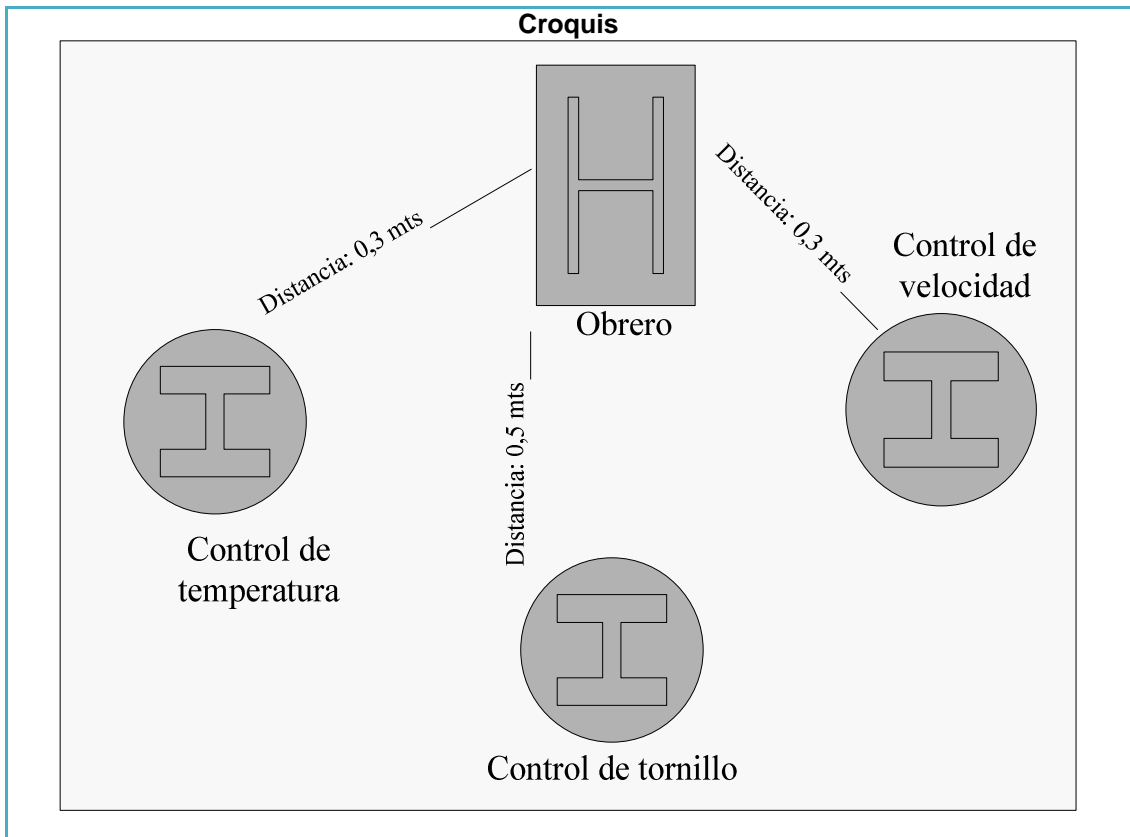 Croquis
Distancia: 0,3 mts
Obrero
Distancia: 0,3 mts
Control de
velocidad
Distancia: 0,5 mts
Control de
temperatura
Control de tornillo